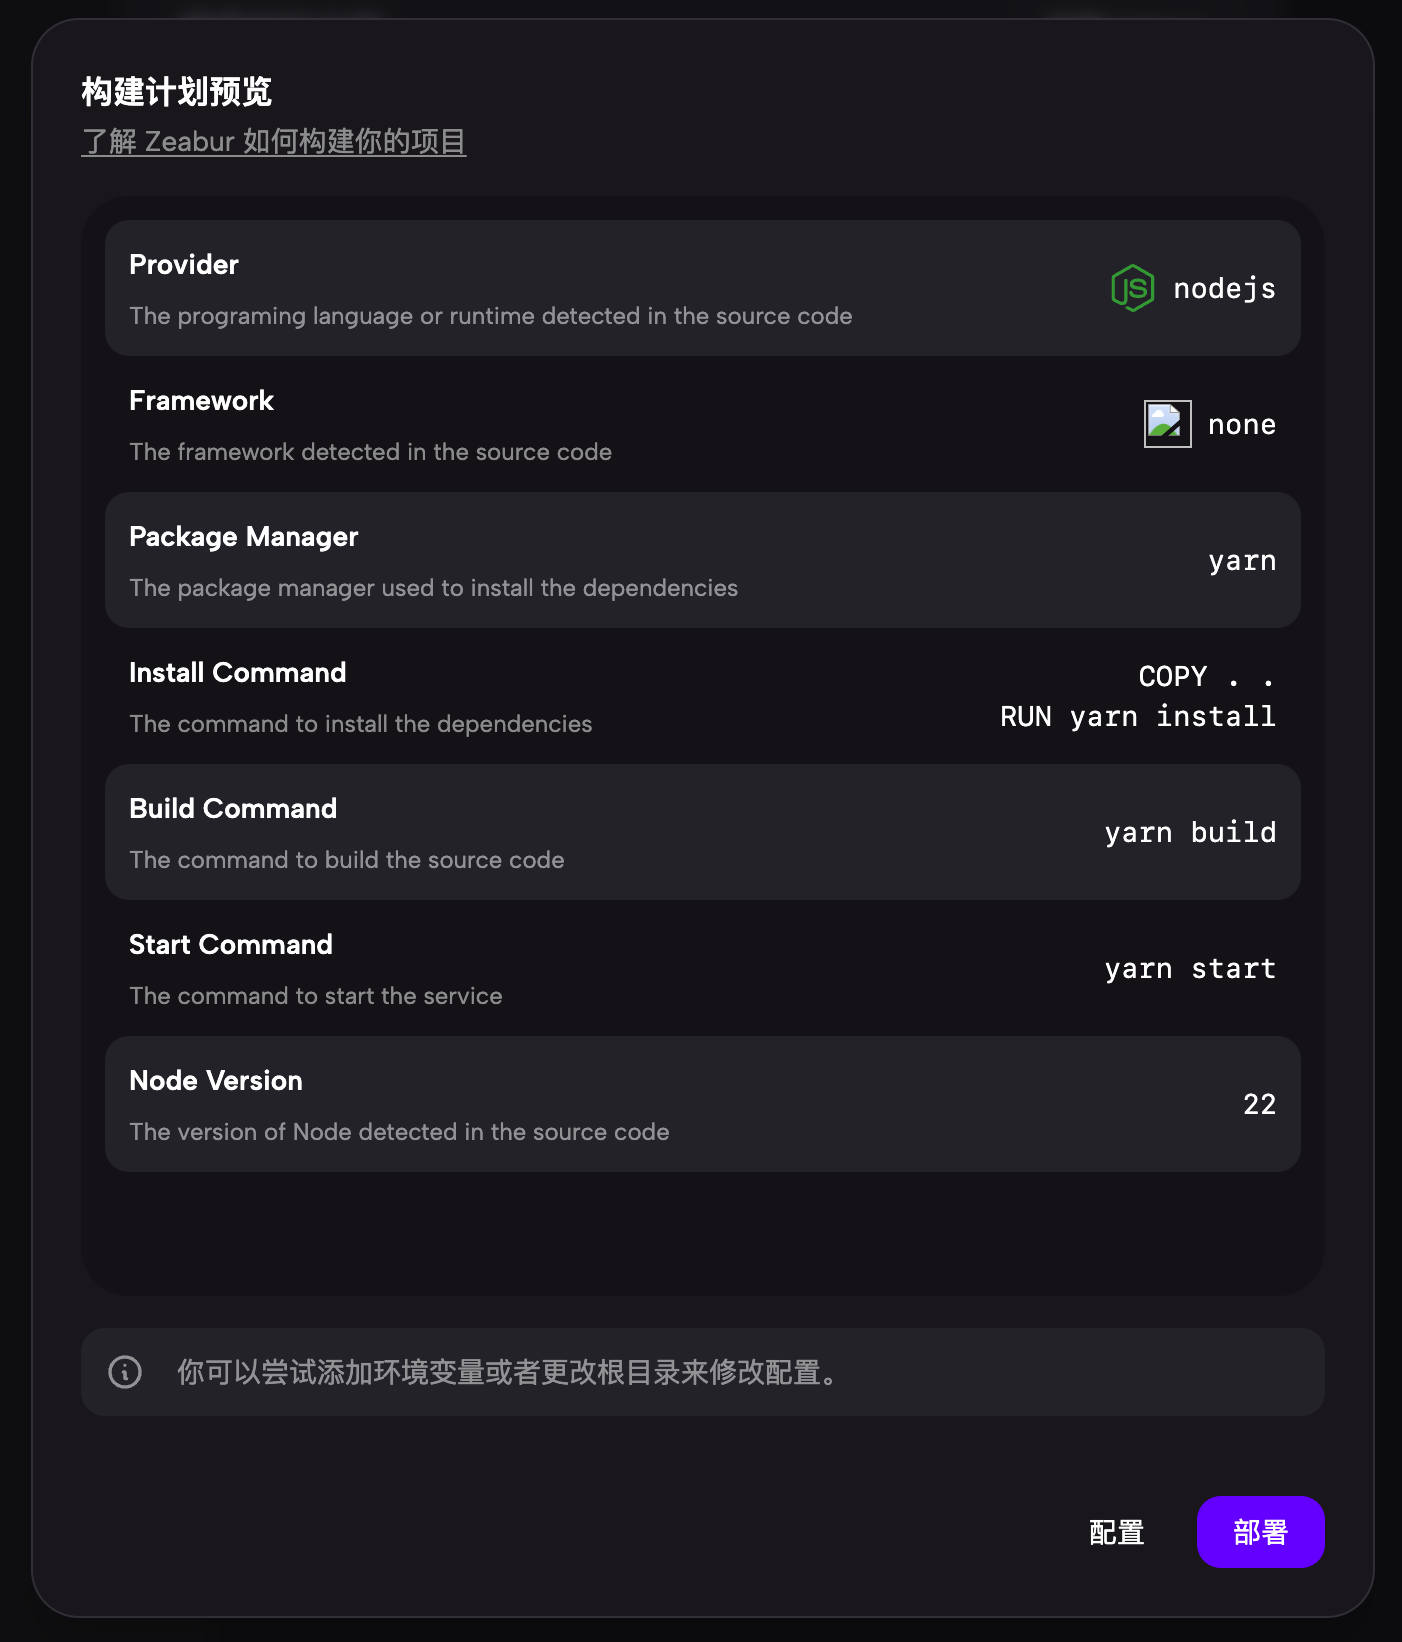 构建计划预览
了解 Zeabur 如何构建你的项目
Provider
The programing language or runtime detected in the source code
nodejs
Framework
The framework detected in the source code
none
Package Manager
The package manager used to install the dependencies
yarn
Install Command
The command to install the dependencies
COPY . .
RUN yarn install
Build Command
The command to build the source code
yarn build
Start Command
The command to start the service
yarn start
Node Version
The version of Node detected in the source code
22
你可以尝试添加环境变量或者更改根目录来修改配置。
配置
部署